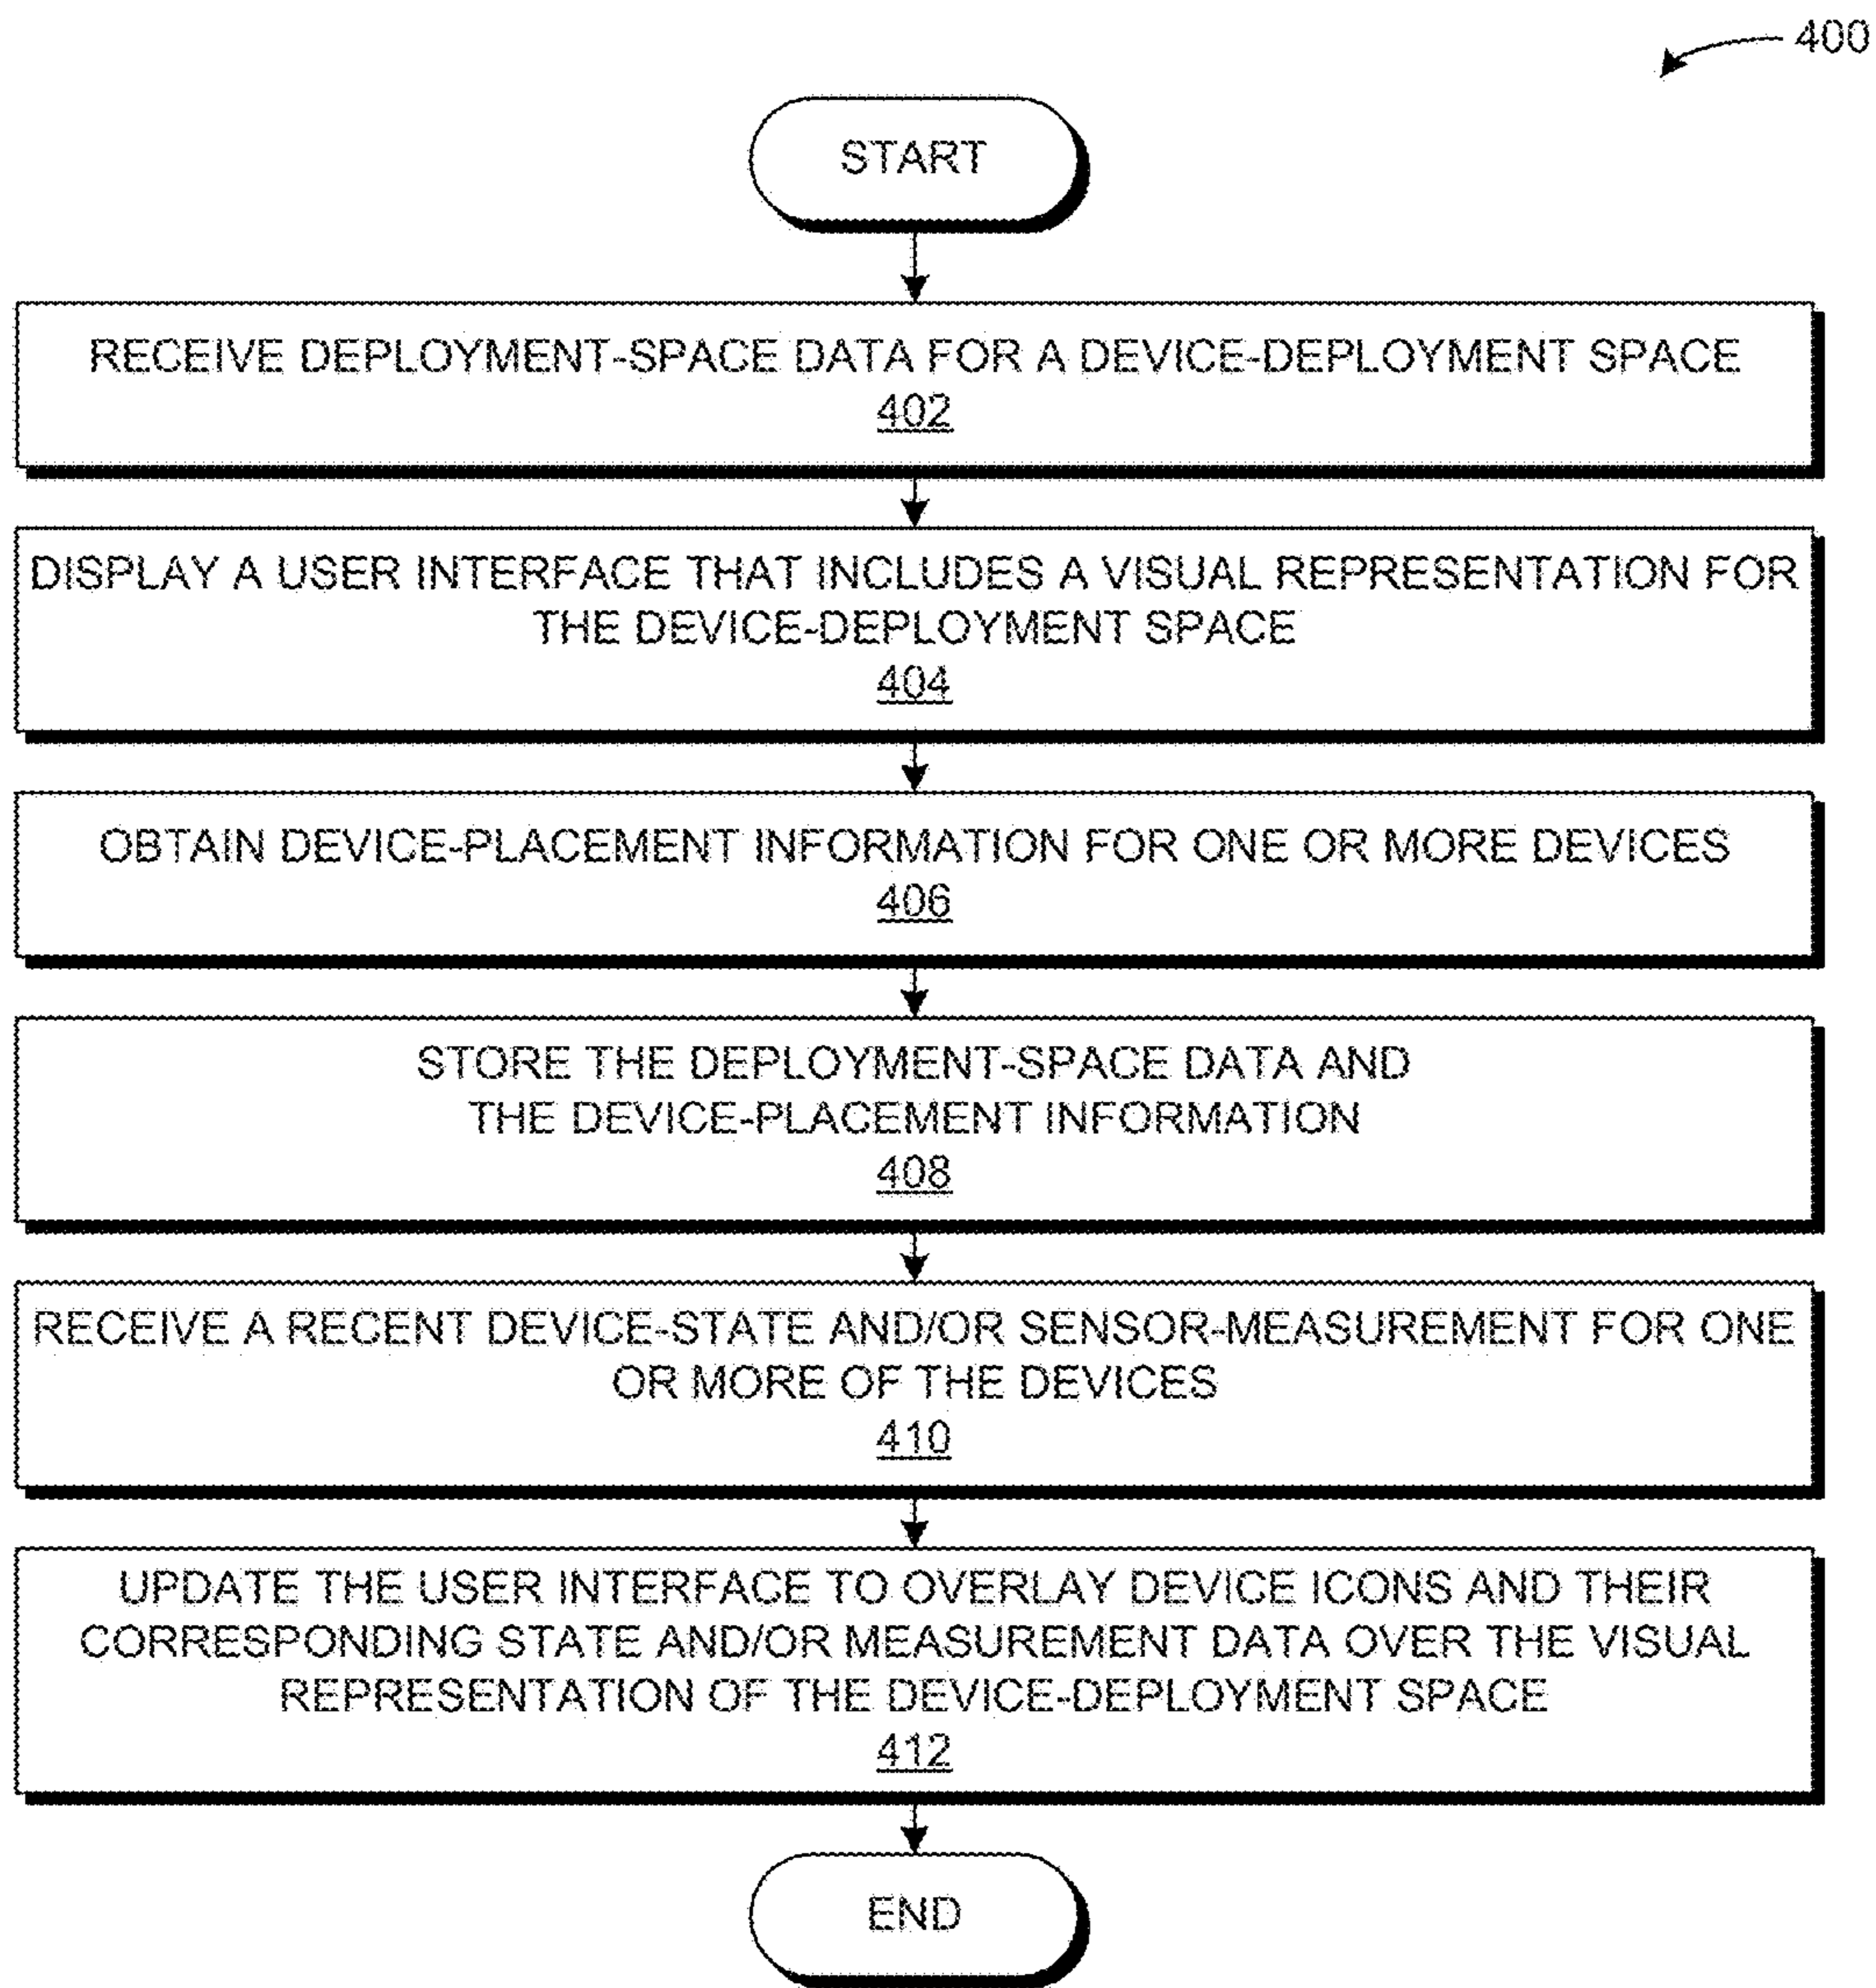 400
START
RECEIVE DEPLOYMENT-SPACE DATA FOR A DEVICE-DEPLOYMENT SPACE
402
DISPLAY A USER INTERFACE THAT INCLUDES A VISUAL REPRESENTATION FOR
THE DEVICE-DEPLOYMENT SPACE
404
OBTAIN DEVICE-PLACEMENT INFORMATION FOR ONE OR MORE DEVICES
406
STORE THE DEPLOYMENT-SPACE DATA AND
THE DEVICE-PLACEMENT INFORMATION
408
RECEIVE A RECENT DEVICE-STATE AND/OR SENSOR-MEASUREMENT FOR ONE
OR MORE OF THE DEVICES
410
UPDATE THE USER INTERFACE TO OVERLAY DEVICE ICONS AND THEIR
CORRESPONDING STATE AND/OR MEASUREMENT DATA OVER THE VISUAL
REPRESENTATION OF THE DEVICE-DEPLOYMENT SPACE
412
END